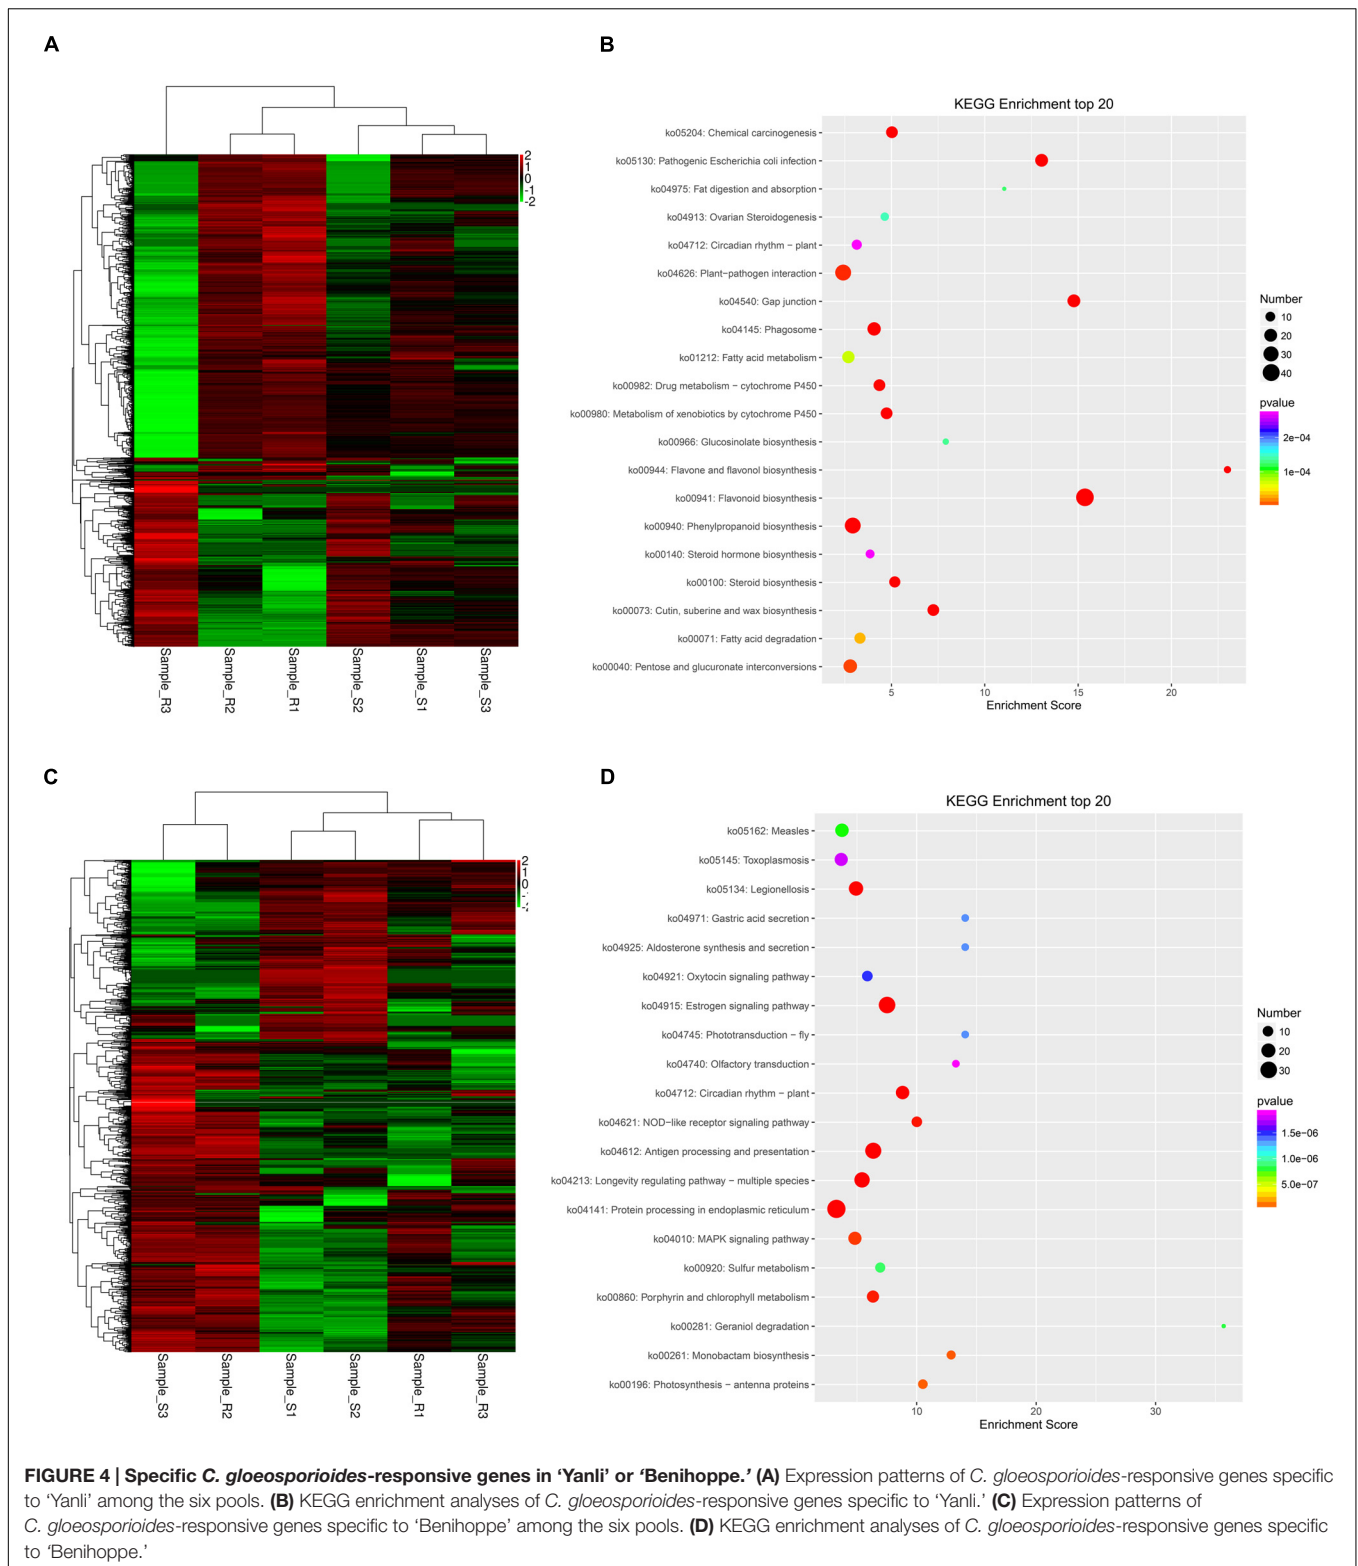 A
2
1
0
-1
-2
Sample_R3
Sample_R2
Sample_R1
Sample_S2
Sample_S1
Sample_S3
B
KEGG Enrichment top 20
ko05204: Chemical carcinogenesis
ko05130: Pathogenic Escherichia coli infection
ko04975: Fat digestion and absorption
ko04913: Ovarian Steroidogenesis
ko04712: Circadian rhythm − plant
ko04626: Plant−pathogen interaction
ko04540: Gap junction
ko04145: Phagosome
ko01212: Fatty acid metabolism
ko00982: Drug metabolism − cytochrome P450
ko00980: Metabolism of xenobiotics by cytochrome P450
ko00966: Glucosinolate biosynthesis
ko00944: Flavone and flavonol biosynthesis
ko00941: Flavonoid biosynthesis
ko00940: Phenylpropanoid biosynthesis
ko00140: Steroid hormone biosynthesis
ko00100: Steroid biosynthesis
ko00073: Cutin, suberine and wax biosynthesis
ko00071: Fatty acid degradation
ko00040: Pentose and glucuronate interconversions
5 10 15 20
Enrichment Score
Number
10
20
30
40
pvalue
2e−04
1e−04
C
2
1
0
Sample_S3
Sample_R2
Sample_S1
Sample_S2
Sample_R1
Sample_R3
D
KEGG Enrichment top 20
ko05162: Measles
ko05145: Toxoplasmosis
ko05134: Legionellosis
ko04971: Gastric acid secretion
ko04925: Aldosterone synthesis and secretion
ko04921: Oxytocin signaling pathway
ko04915: Estrogen signaling pathway
ko04745: Phototransduction − fly
ko04740: Olfactory transduction
ko04712: Circadian rhythm − plant
ko04621: NOD−like receptor signaling pathway
ko04612: Antigen processing and presentation
ko04213: Longevity regulating pathway − multiple species
ko04141: Protein processing in endoplasmic reticulum
ko04010: MAPK signaling pathway
ko00920: Sulfur metabolism
ko00860: Porphyrin and chlorophyll metabolism
ko00281: Geraniol degradation
ko00261: Monobactam biosynthesis
ko00196: Photosynthesis − antenna proteins
10 20 30
Enrichment Score
Number
10
20
30
pvalue
1.5e−06
1.0e−06
5.0e−07
FIGURE 4 | Specific C. gloeosporioides-responsive genes in ‘Yanli’ or ‘Benihoppe.’ (A) Expression patterns of C. gloeosporioides-responsive genes specific
to ‘Yanli’ among the six pools. (B) KEGG enrichment analyses of C. gloeosporioides-responsive genes specific to ‘Yanli.’ (C) Expression patterns of
C. gloeosporioides-responsive genes specific to ‘Benihoppe’ among the six pools. (D) KEGG enrichment analyses of C. gloeosporioides-responsive genes specific
to ‘Benihoppe.’